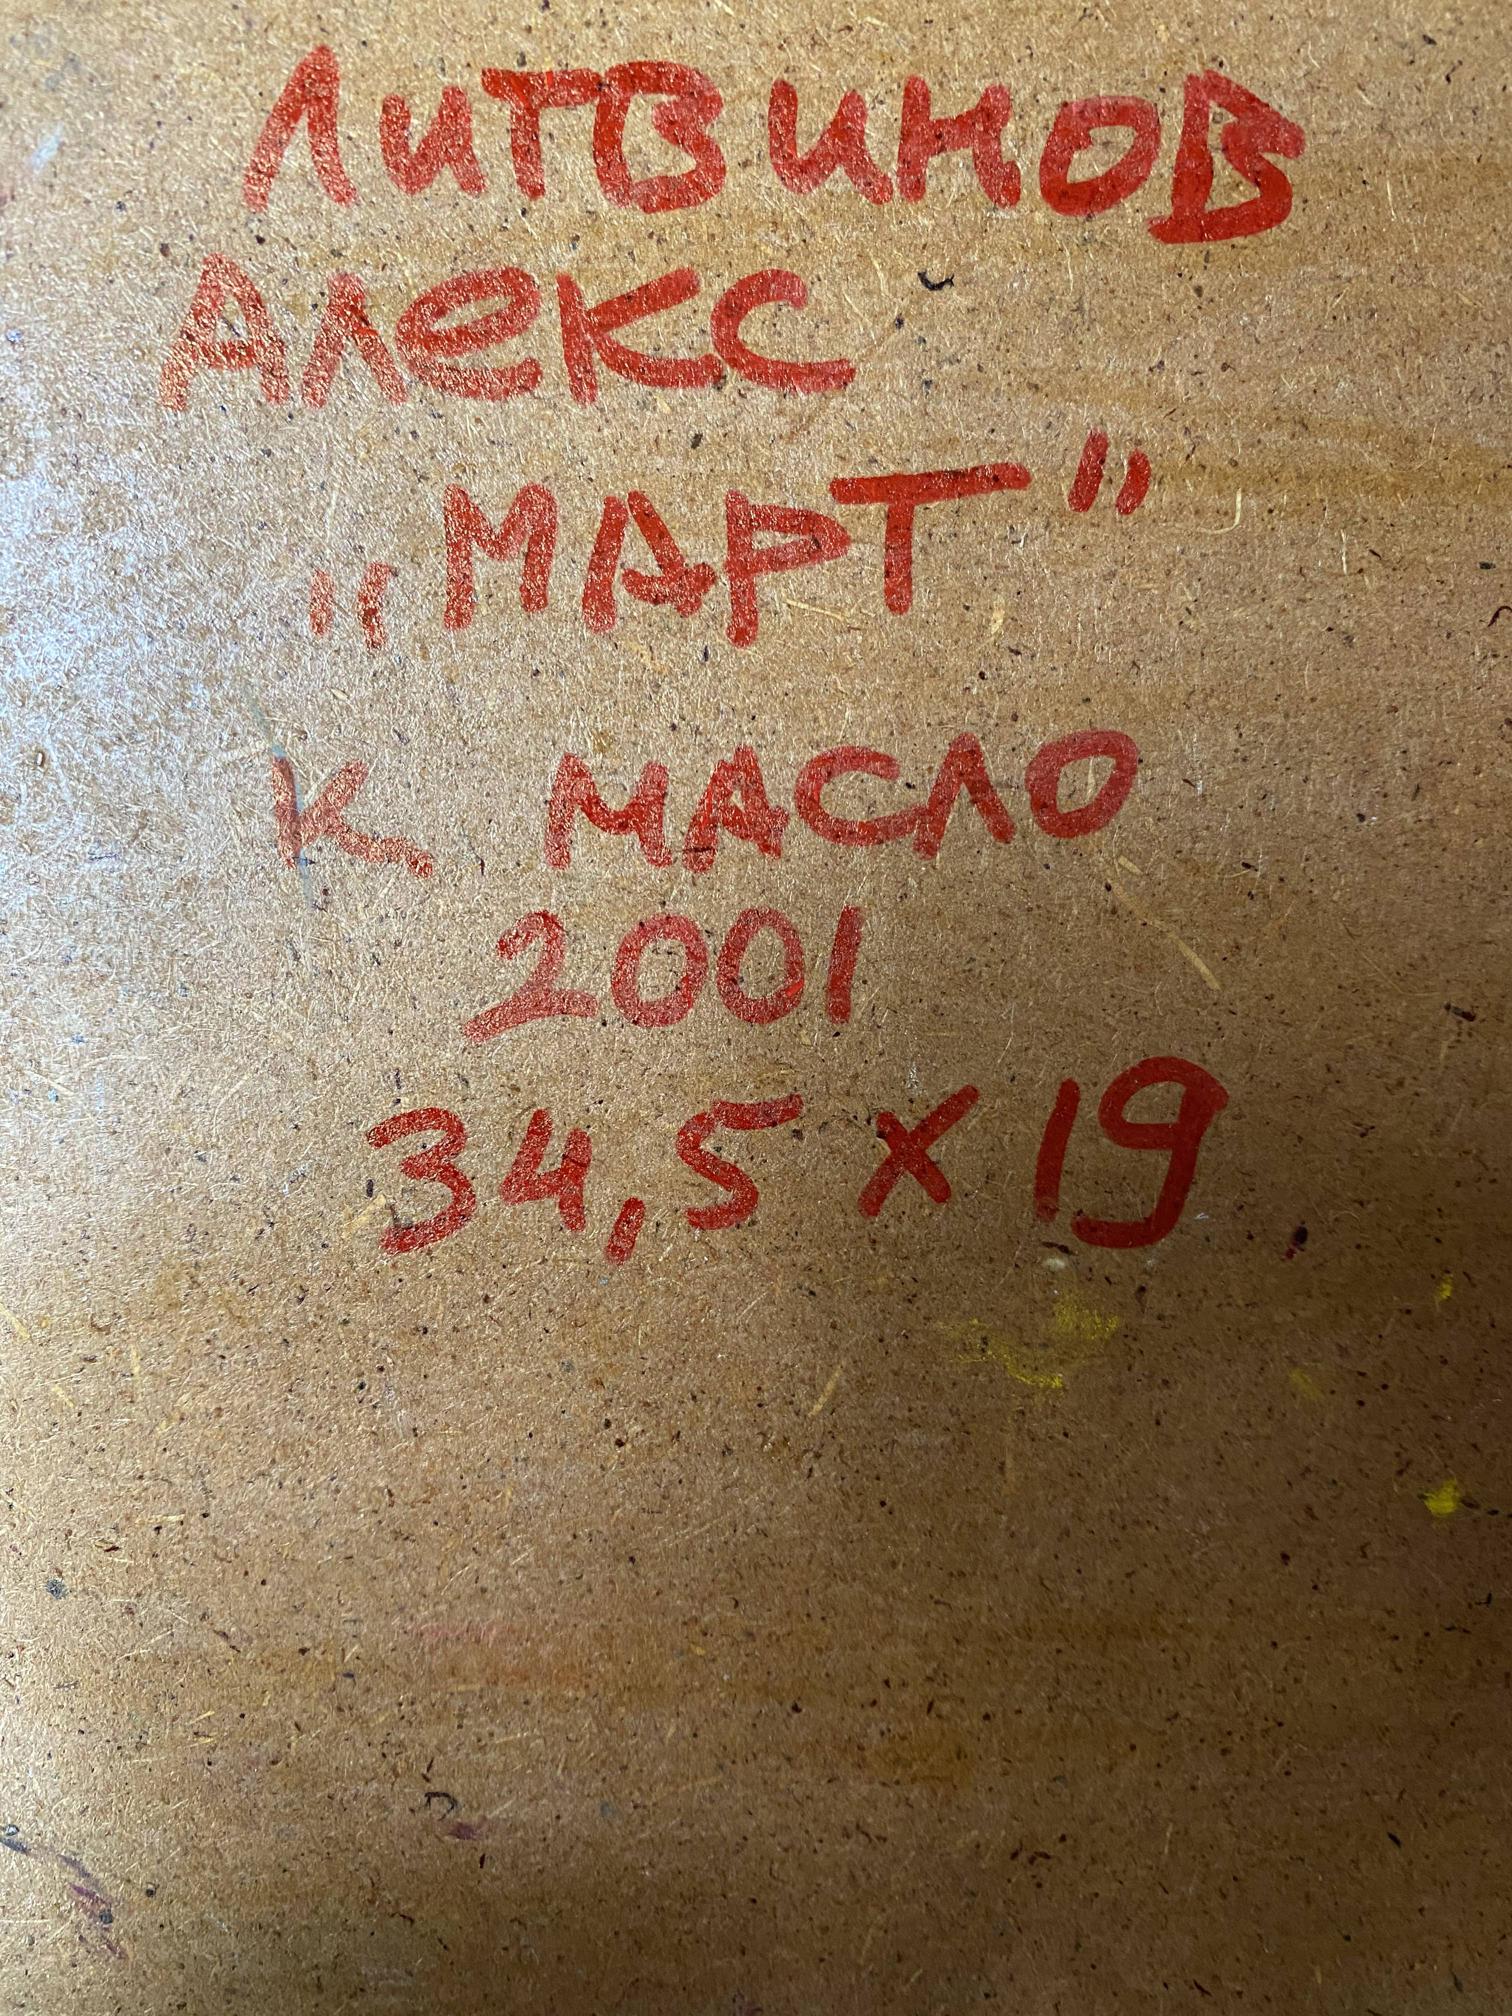 Литвинов
Алекс
„МАРТ"
К МАСЛО
2001
34,5 x 19